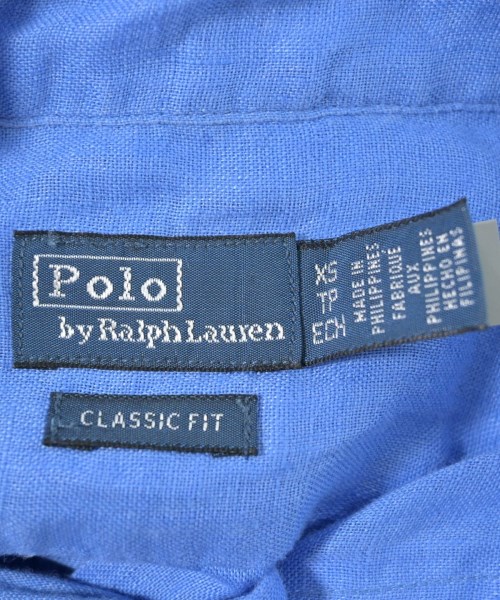 Polo
by Ralph Lauren
XS
TP
ECH
MADE IN
PHILIPPINES
FABRIQUE
AUX
PHILIPPINES
HECHO EN
FILIPINAS
CLASSIC FIT